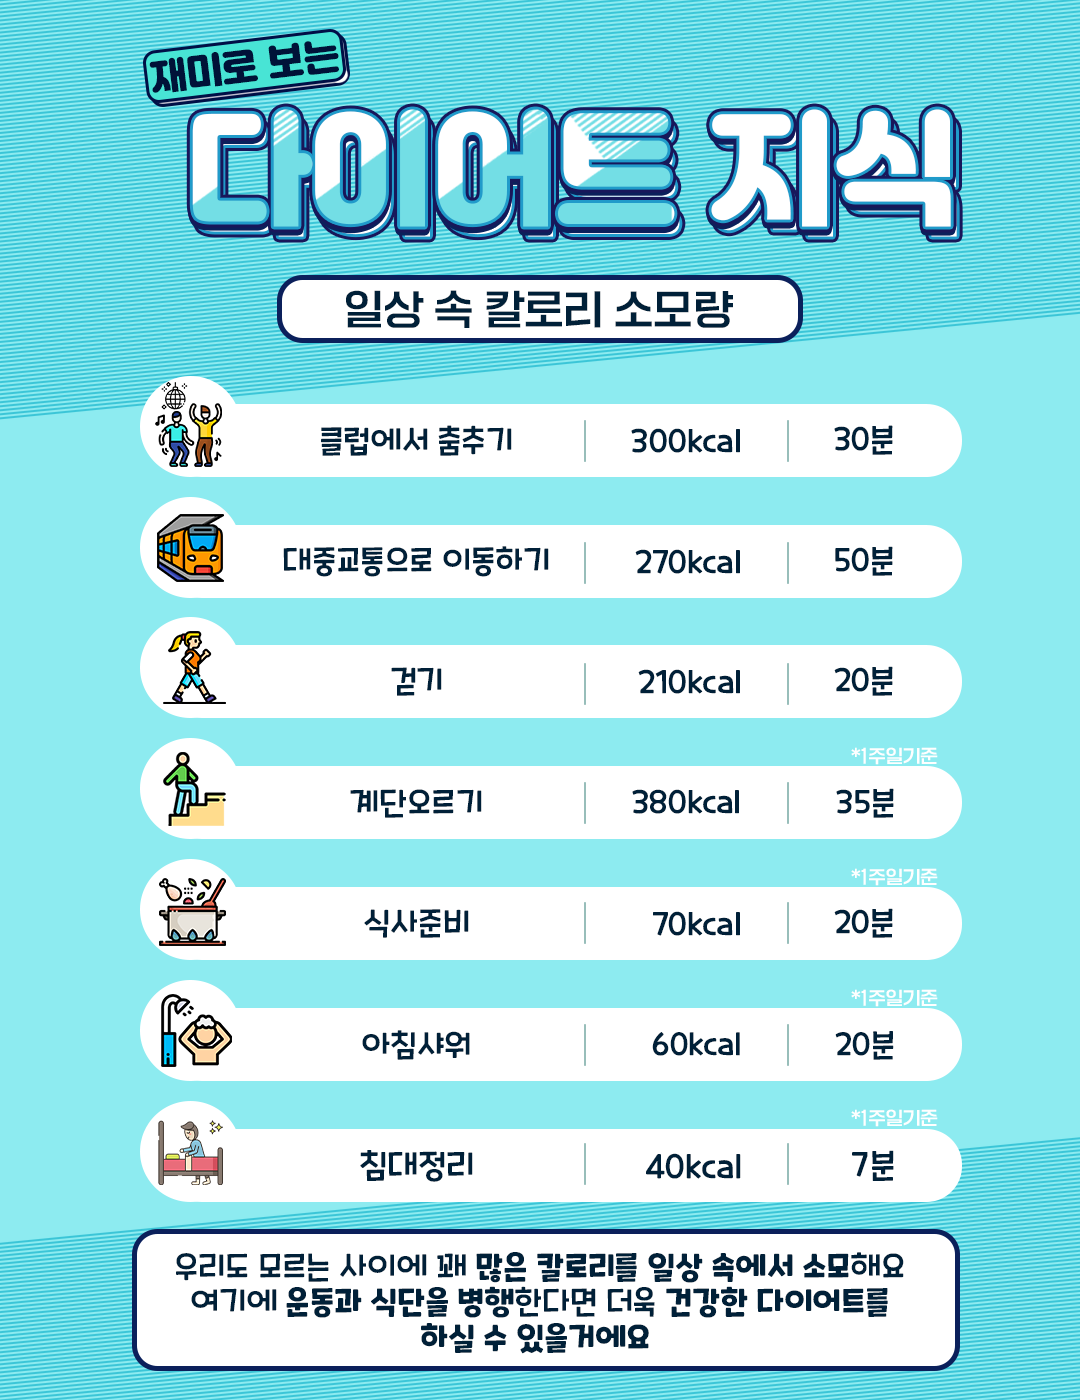 재미로 보는
다이어트 지식
일상 속 칼로리 소모량
클럽에서 춤추기 300kcal 30분
대중교통으로 이동하기 270kcal 50분
걷기 210kcal 20분
*1주일기준
계단오르기 380kcal 35분
*1주일기준
식사준비 70kcal 20분
*1주일기준
아침샤워 60kcal 20분
*1주일기준
침대정리 40kcal 7분
우리도 모르는 사이에 꽤 많은 칼로리를 일상 속에서 소모해요
여기에 운동과 식단을 병행한다면 더욱 건강한 다이어트를
하실 수 있을거에요